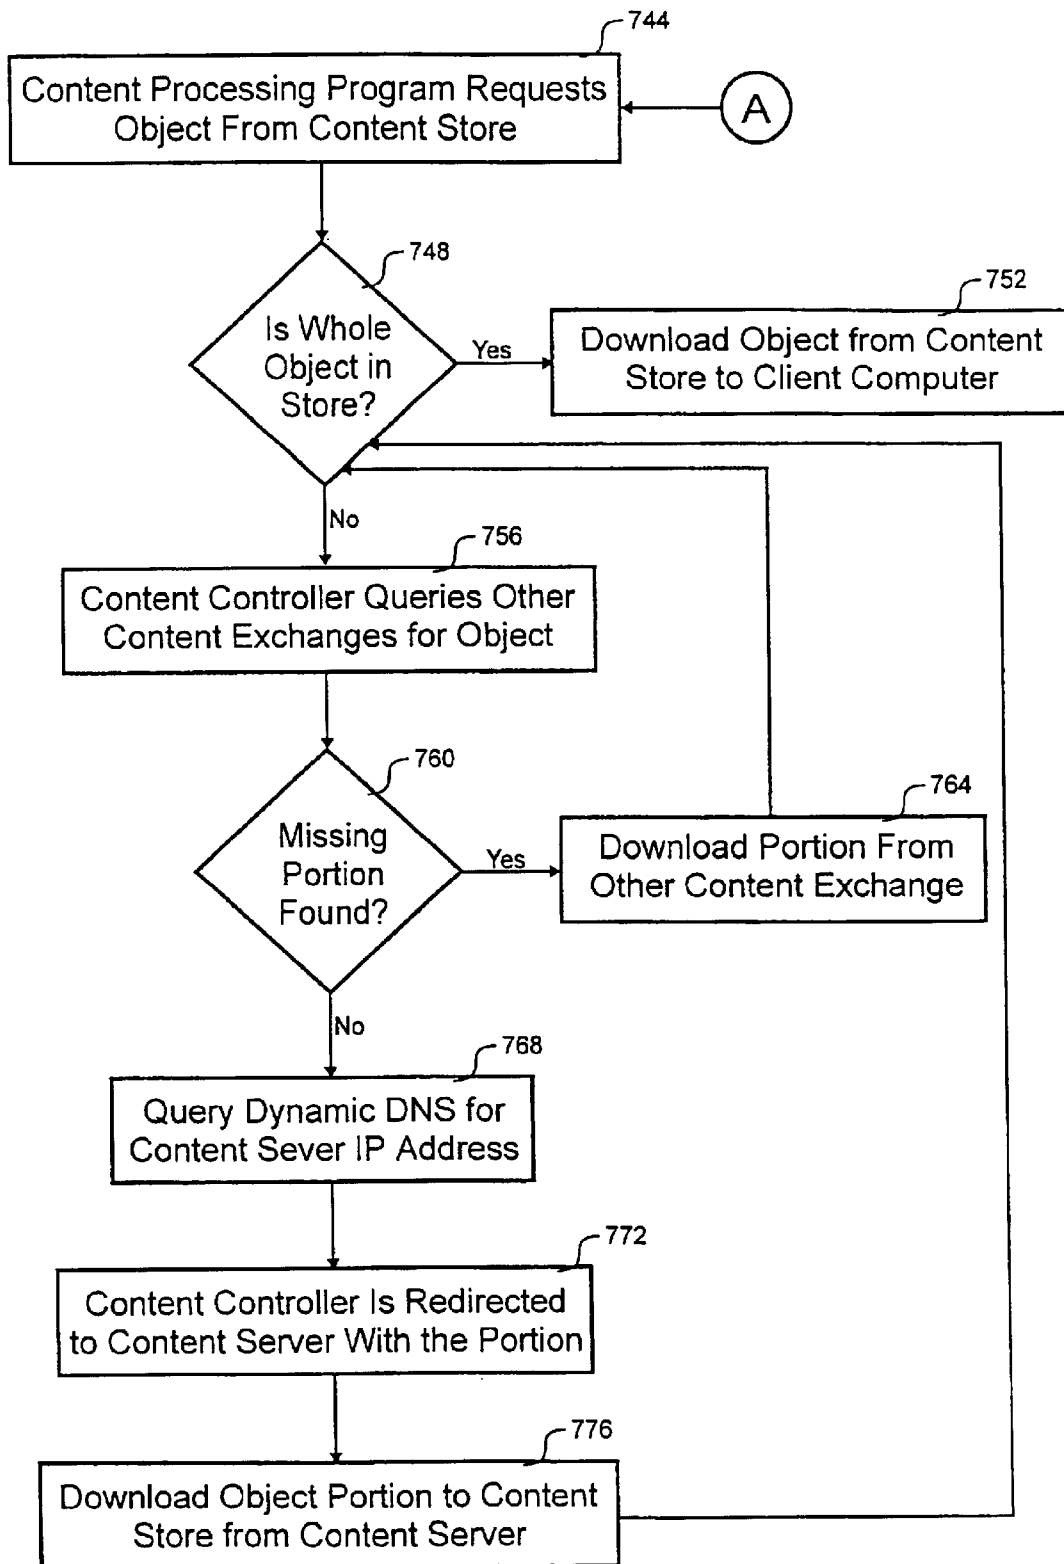 744
Content Processing Program Requests
Object From Content Store
A
748
Is Whole
Object in
Store?
Yes
752
Download Object from Content
Store to Client Computer
No
756
Content Controller Queries Other
Content Exchanges for Object
760
Missing
Portion
Found?
Yes
764
Download Portion From
Other Content Exchange
No
768
Query Dynamic DNS for
Content Sever IP Address
772
Content Controller Is Redirected
to Content Server With the Portion
776
Download Object Portion to Content
Store from Content Server